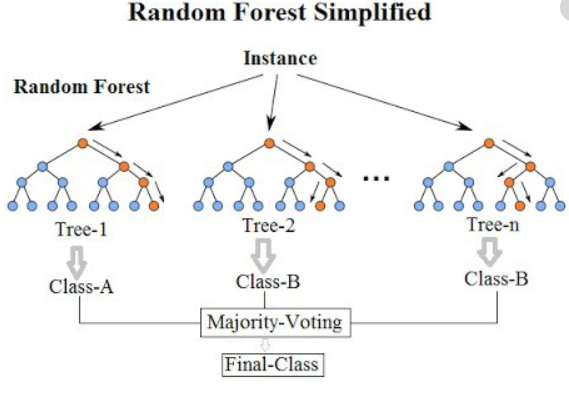 Random Forest Simplified
Instance
Random Forest
...
Tree-1
Tree-2
Tree-n
Class-A
Class-B
Class-B
Majority-Voting
Final-Class